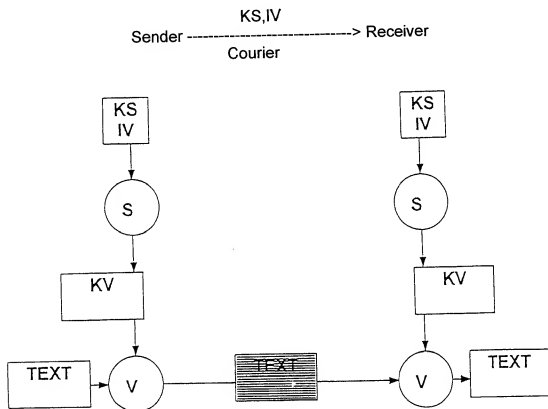 KS,IV
Sender ----------------------------> Receiver
Courier
KS
IV
KS
IV
S
S
KV
KV
TEXT
V
TEXT
V
TEXT